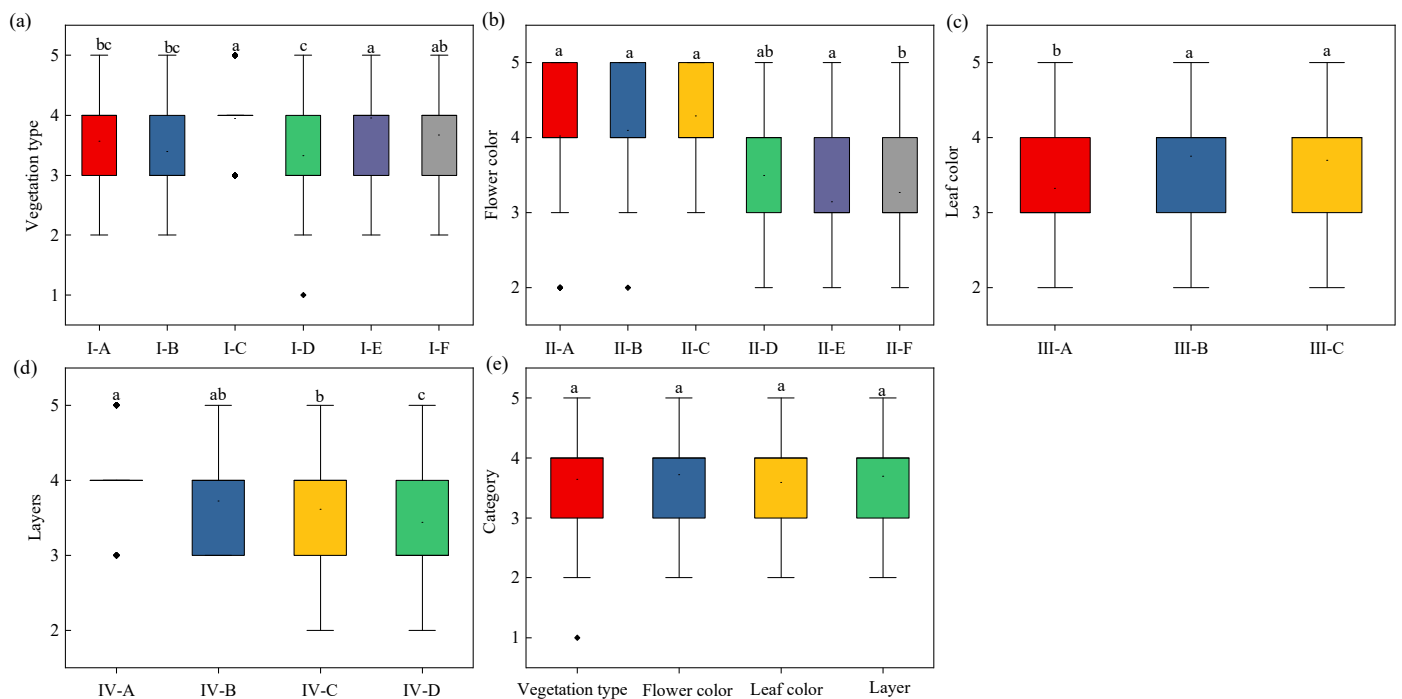 (a)
bc bc a c a ab
Vegetation type
5
4
3
2
1
I-A I-B I-C I-D I-E I-F
(b)
a a a ab a b
Flower color
5
4
3
2
II-A II-B II-C II-D II-E II-F
(c)
b a a
Leaf color
5
4
3
2
III-A III-B III-C
(d)
a ab b c
Layers
5
4
3
2
IV-A IV-B IV-C IV-D
(e)
a a a a
Category
5
4
3
2
1
Vegetation type Flower color Leaf color Layer